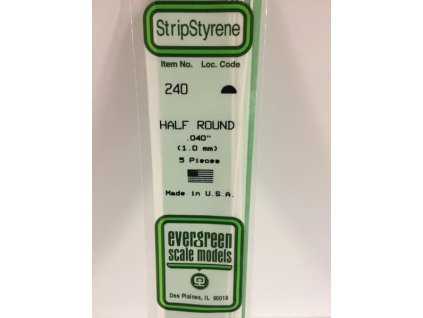 StripStyrene
Item No. Loc. Code
240
HALF ROUND
.040"
(1.0 mm)
5 Pieces
Made in U.S.A.
evergreen
scale models
Des Plaines, IL 60018